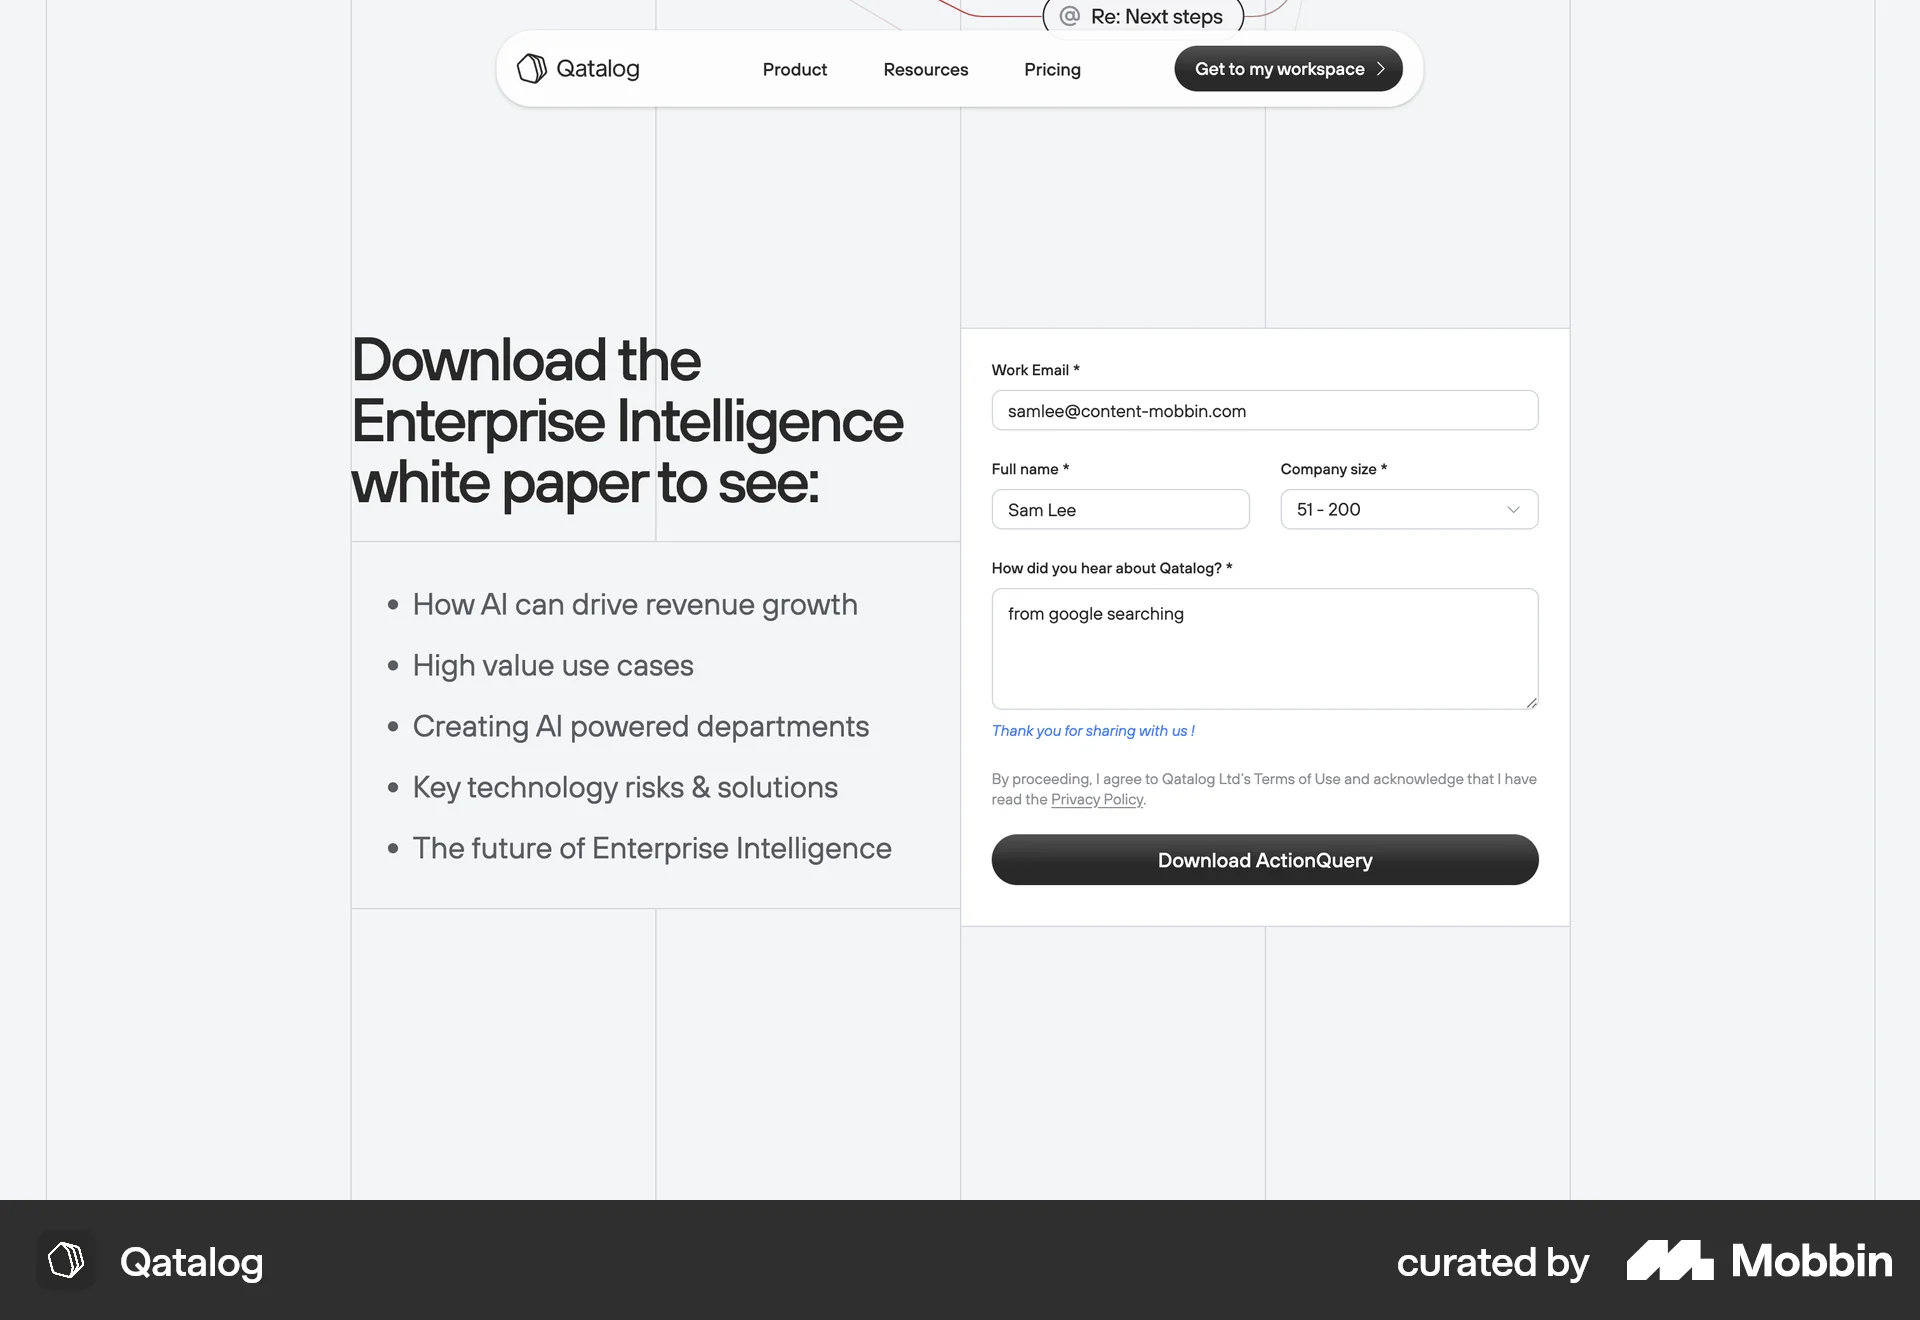 @ Re: Next steps
Qatalog
Product
Resources
Pricing
Get to my workspace
Download the
Enterprise Intelligence
white paper to see:
• How AI can drive revenue growth
• High value use cases
• Creating AI powered departments
• Key technology risks & solutions
• The future of Enterprise Intelligence
Work Email *
samlee@content-mobbin.com
Full name *
Sam Lee
Company size *
51 - 200
How did you hear about Qatalog? *
from google searching
Thank you for sharing with us !
By proceeding, I agree to Qatalog Ltd's Terms of Use and acknowledge that I have
read the Privacy Policy.
Download ActionQuery
Qatalog
curated by
Mobbin